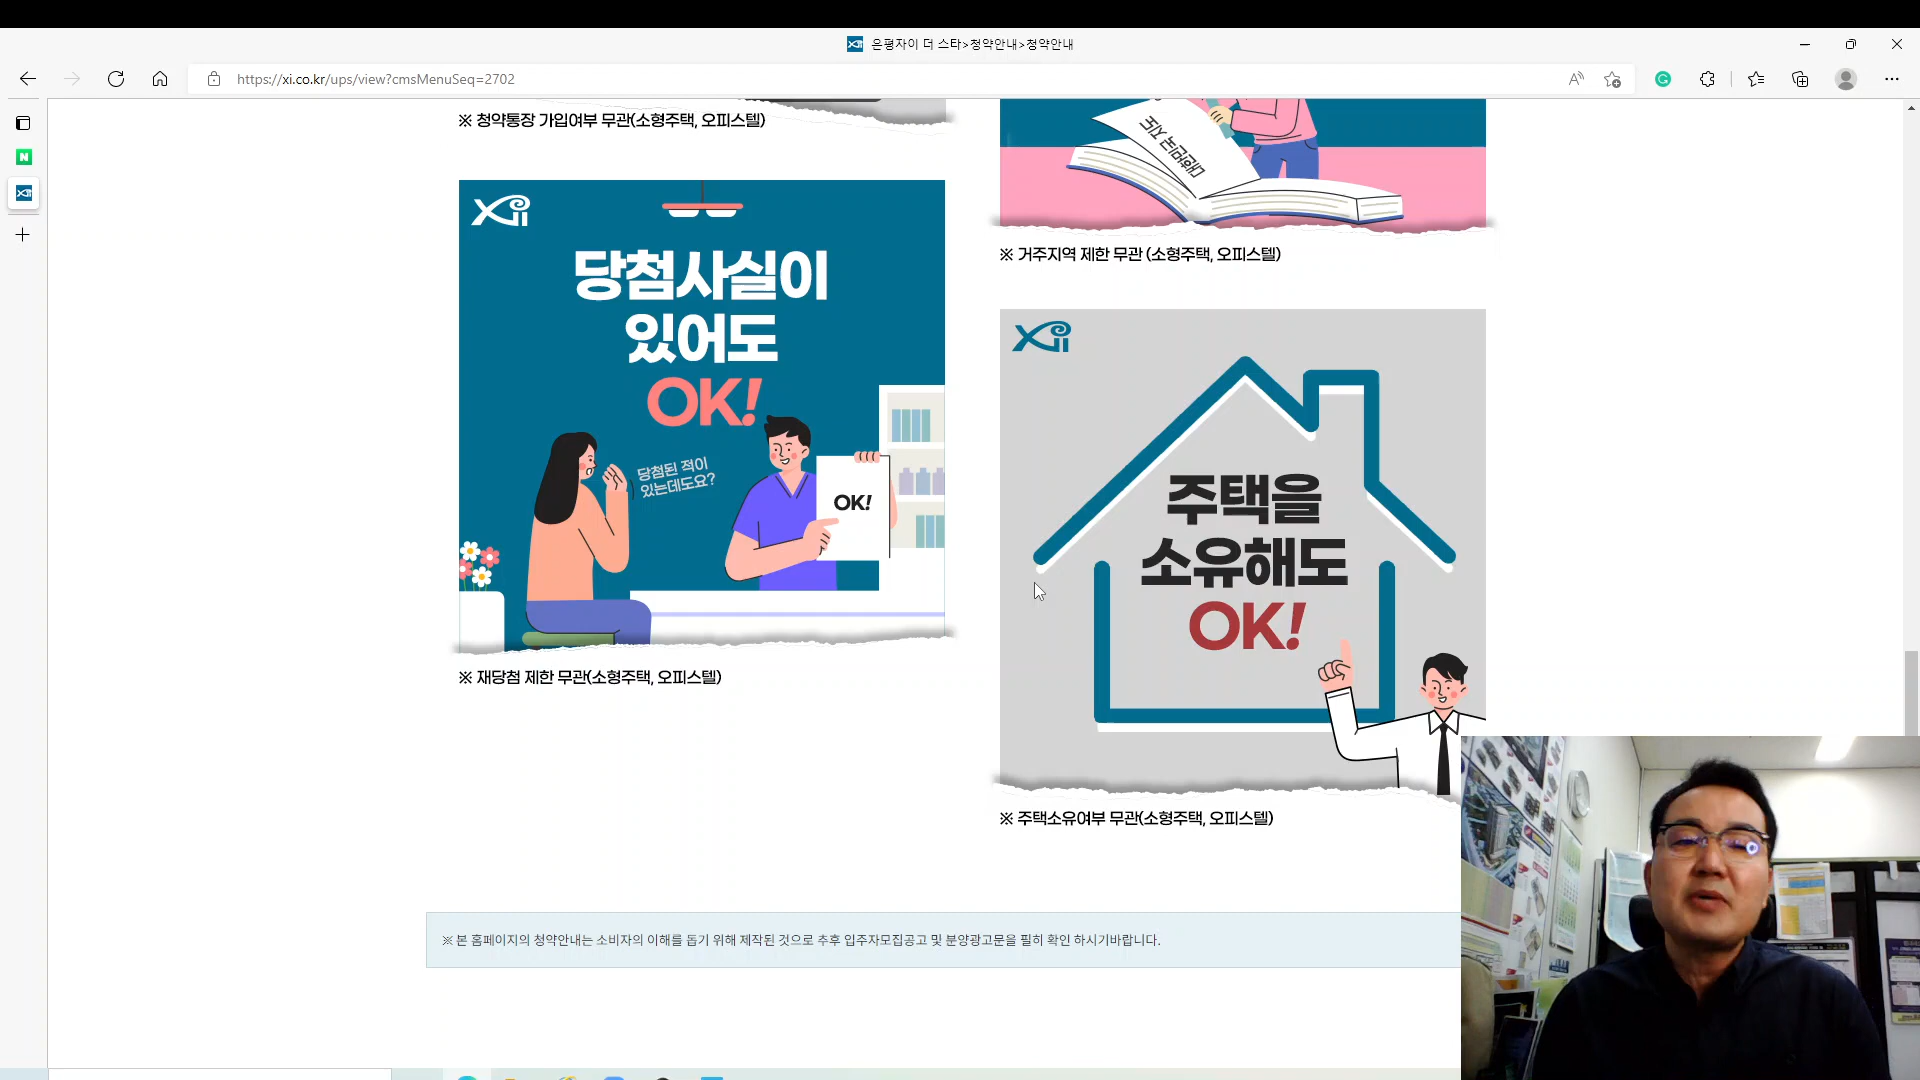 은평자이 더 스타>청약안내>청약안내
https://xi.co.kr/ups/view?cmsMenuSeq=2702
※ 청약통장 가입여부 무관(소형주택, 오피스텔)
※ 거주지역 제한 무관 (소형주택, 오피스텔)
Xi
당첨사실이
있어도
OK!
당첨된 적이
있는데도요?
OK!
※ 재당첨 제한 무관(소형주택, 오피스텔)
Xi
주택을
소유해도
OK!
※ 주택소유여부 무관(소형주택, 오피스텔)
※ 본 홈페이지의 청약안내는 소비자의 이해를 돕기 위해 제작된 것으로 추후 입주자모집공고 및 분양광고문을 필히 확인 하시기바랍니다.